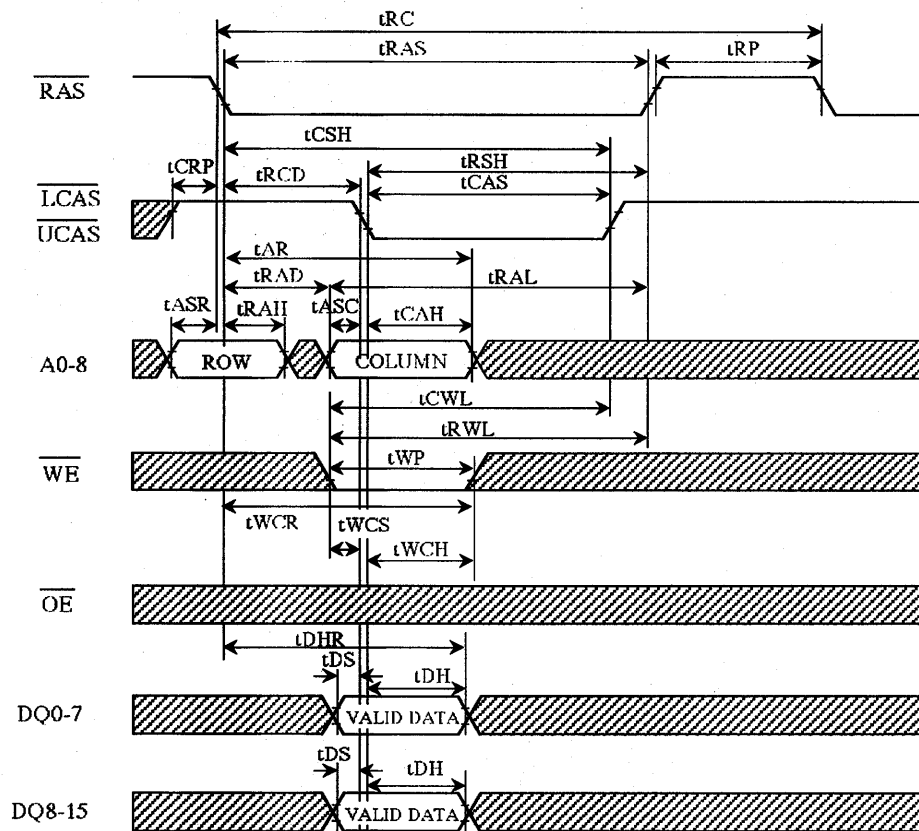 tRC
tRAS
tRP
RAS
tCSH
tRSH
tCRP
tRCD
tCAS
LCAS
UCAS
tAR
tRAD
tRAL
tASR
tRAH
tASC
tCAH
A0-8
ROW
COLUMN
tCWL
tRWL
WE
tWP
tWCR
tWCS
tWCH
OE
tDHR
tDS
tDH
DQ0-7
VALID DATA
tDS
tDH
DQ8-15
VALID DATA